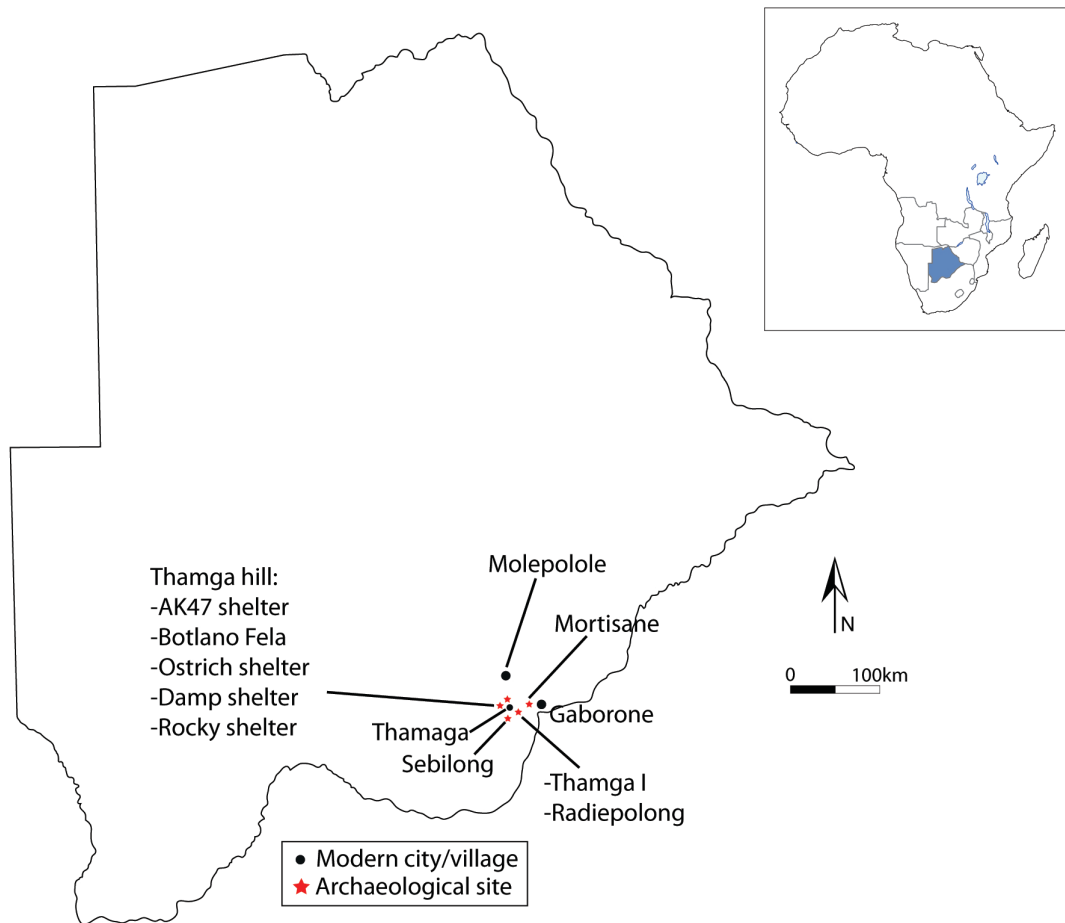 Thamga hill:
-AK47 shelter
-Botlano Fela
-Ostrich shelter
-Damp shelter
-Rocky shelter
Molepolole
Mortisane
Gaborone
Thamaga
Sebilong
-Thamga I
-Radiepolong
N
0 100km
Modern city/village
Archaeological site